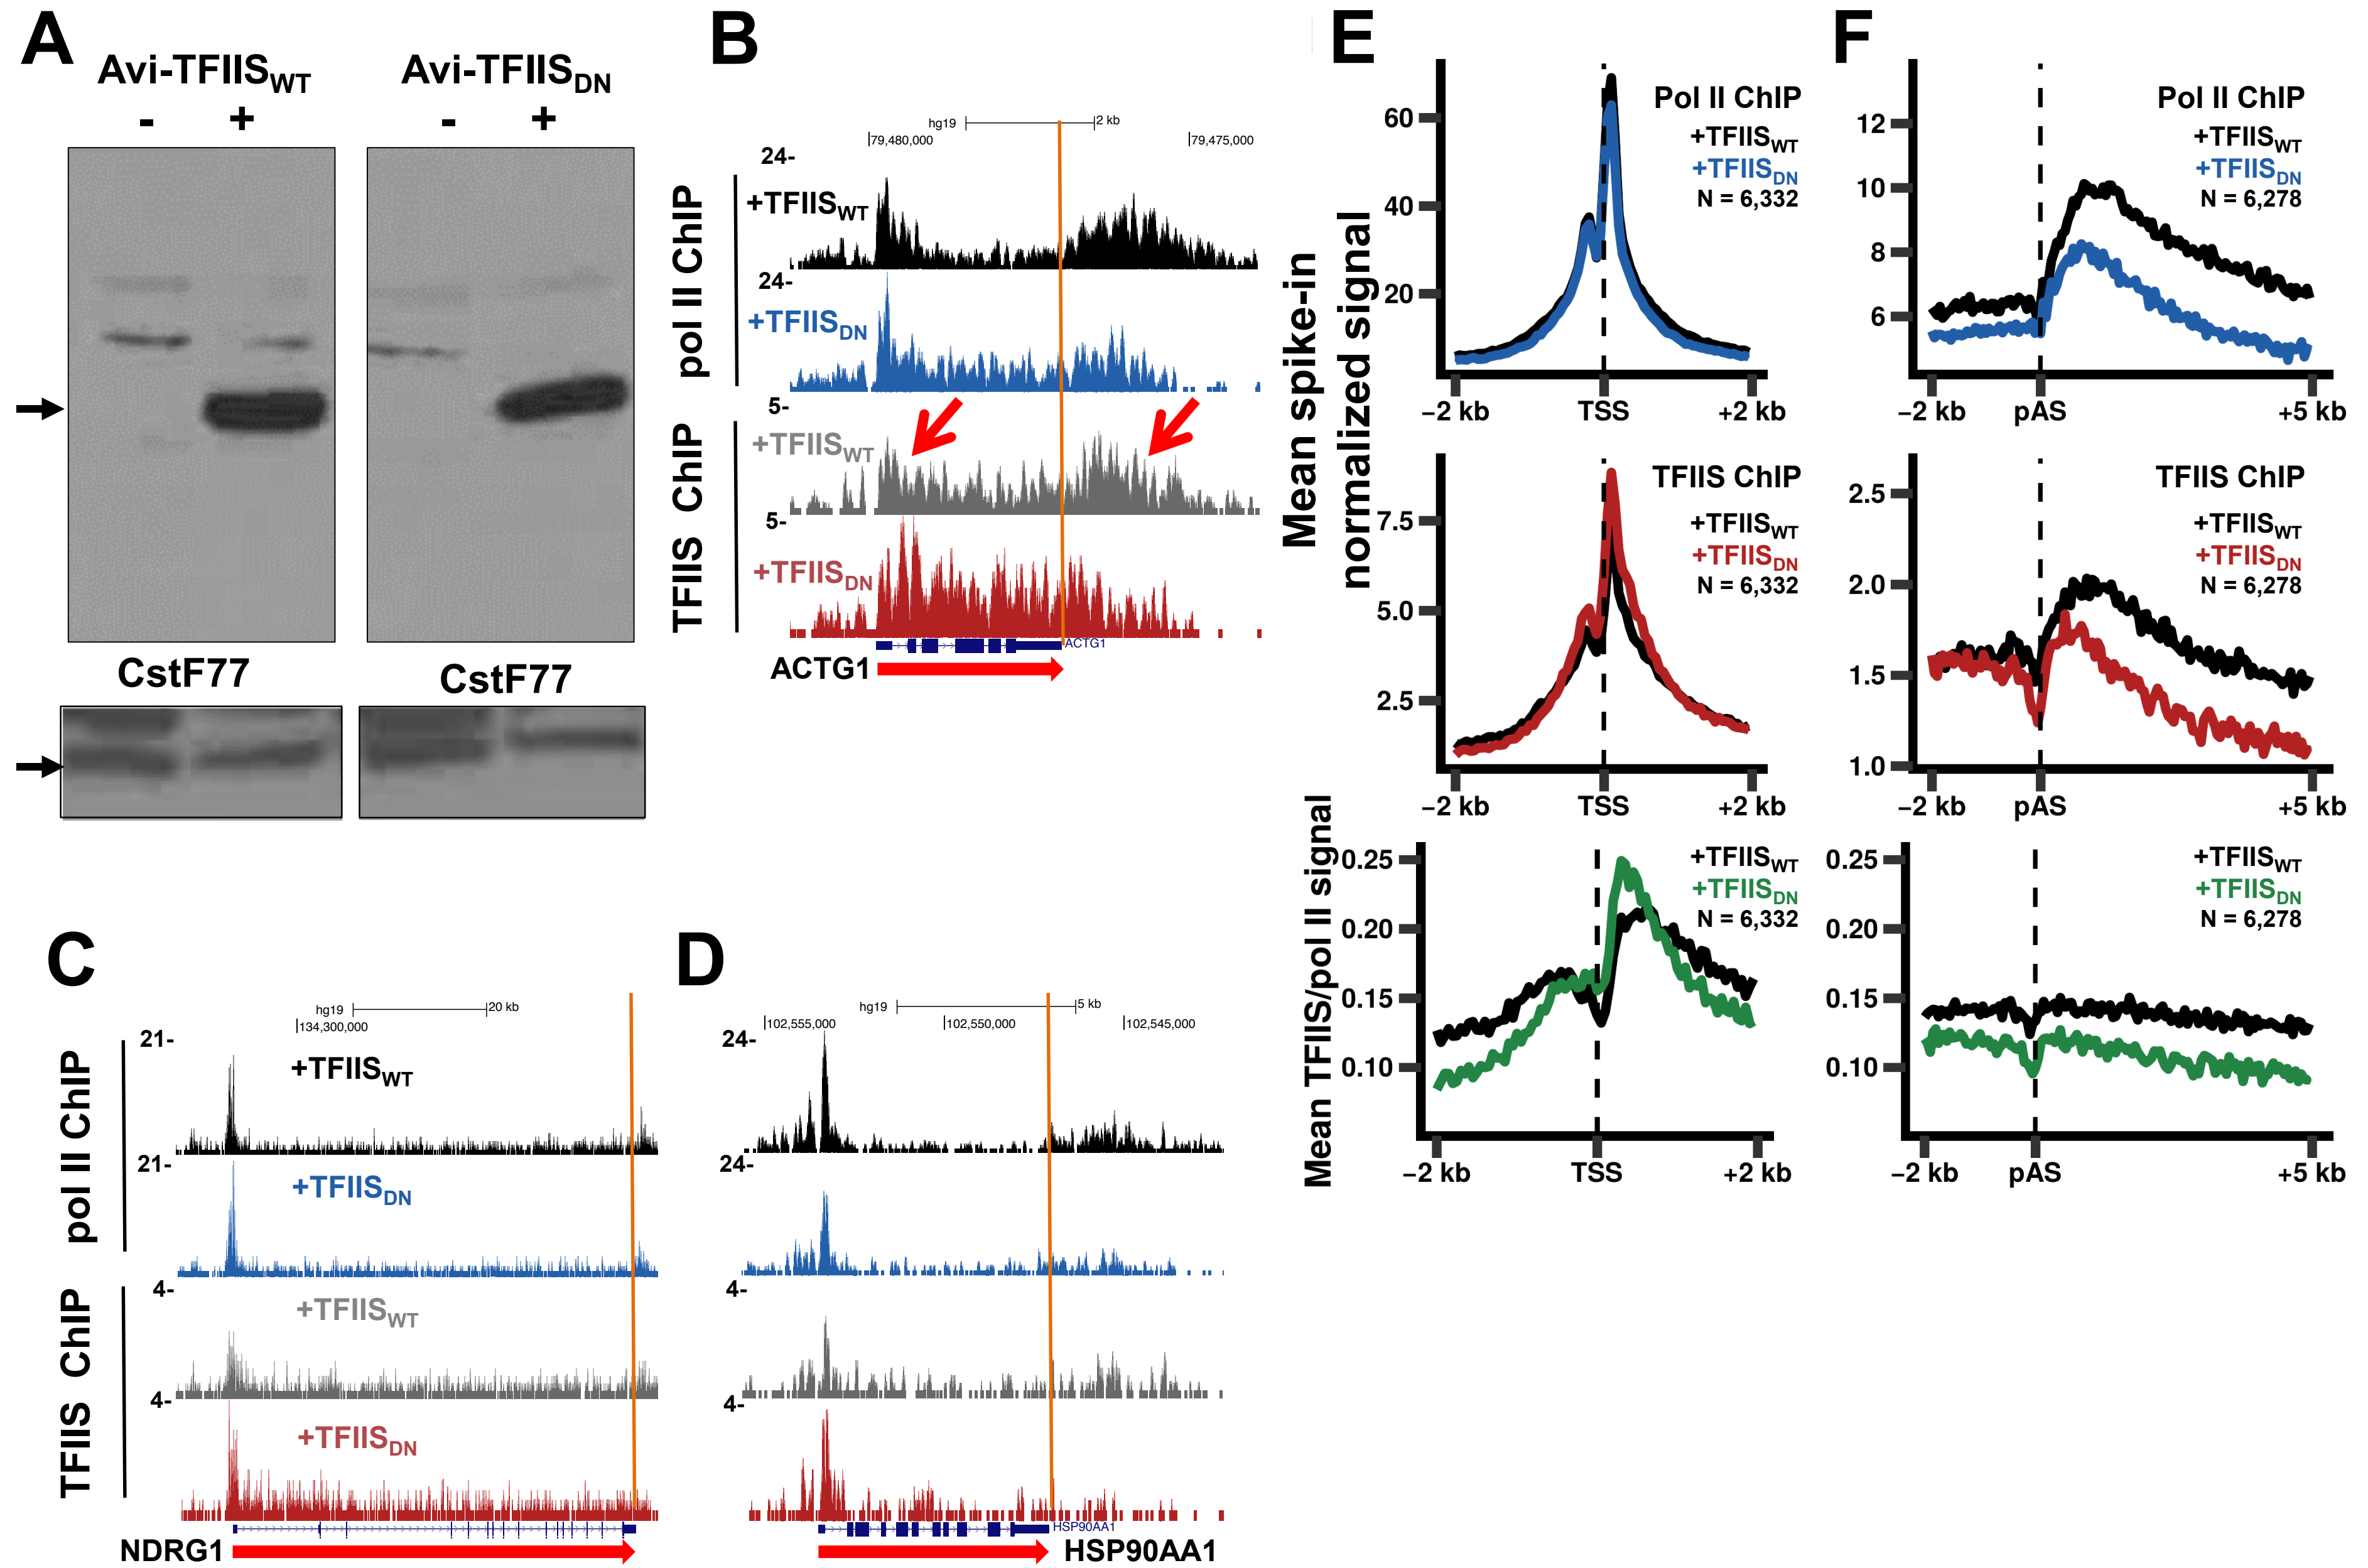 A
Avi-TFIISWT
- +
Avi-TFIISDN
- +
CstF77
CstF77
B
hg19 2 kb
79,480,000 79,475,000
pol II ChIP
24-
+TFIISWT
24-
+TFIISDN
TFIIS ChIP
5-
+TFIISWT
5-
+TFIISDN
ACTG1
ACTG1
C
hg19 20 kb
134,300,000
pol II ChIP
21-
+TFIISWT
21-
+TFIISDN
TFIIS ChIP
4-
+TFIISWT
4-
+TFIISDN
NDRG1
D
hg19 5 kb
102,555,000 102,550,000 102,545,000
24-
24-
4-
4-
HSP90AA1
HSP90AA1
E
Mean spike-in
normalized signal
Pol II ChIP
+TFIISWT
+TFIISDN
N = 6,332
60
40
20
−2 kb TSS +2 kb
TFIIS ChIP
+TFIISWT
+TFIISDN
N = 6,332
7.5
5.0
2.5
−2 kb TSS +2 kb
Mean TFIIS/pol II signal
+TFIISWT
+TFIISDN
N = 6,332
0.25
0.20
0.15
0.10
−2 kb TSS +2 kb
F
Pol II ChIP
+TFIISWT
+TFIISDN
N = 6,278
12
10
8
6
−2 kb pAS +5 kb
TFIIS ChIP
+TFIISWT
+TFIISDN
N = 6,278
2.5
2.0
1.5
1.0
−2 kb pAS +5 kb
+TFIISWT
+TFIISDN
N = 6,278
0.25
0.20
0.15
0.10
−2 kb pAS +5 kb